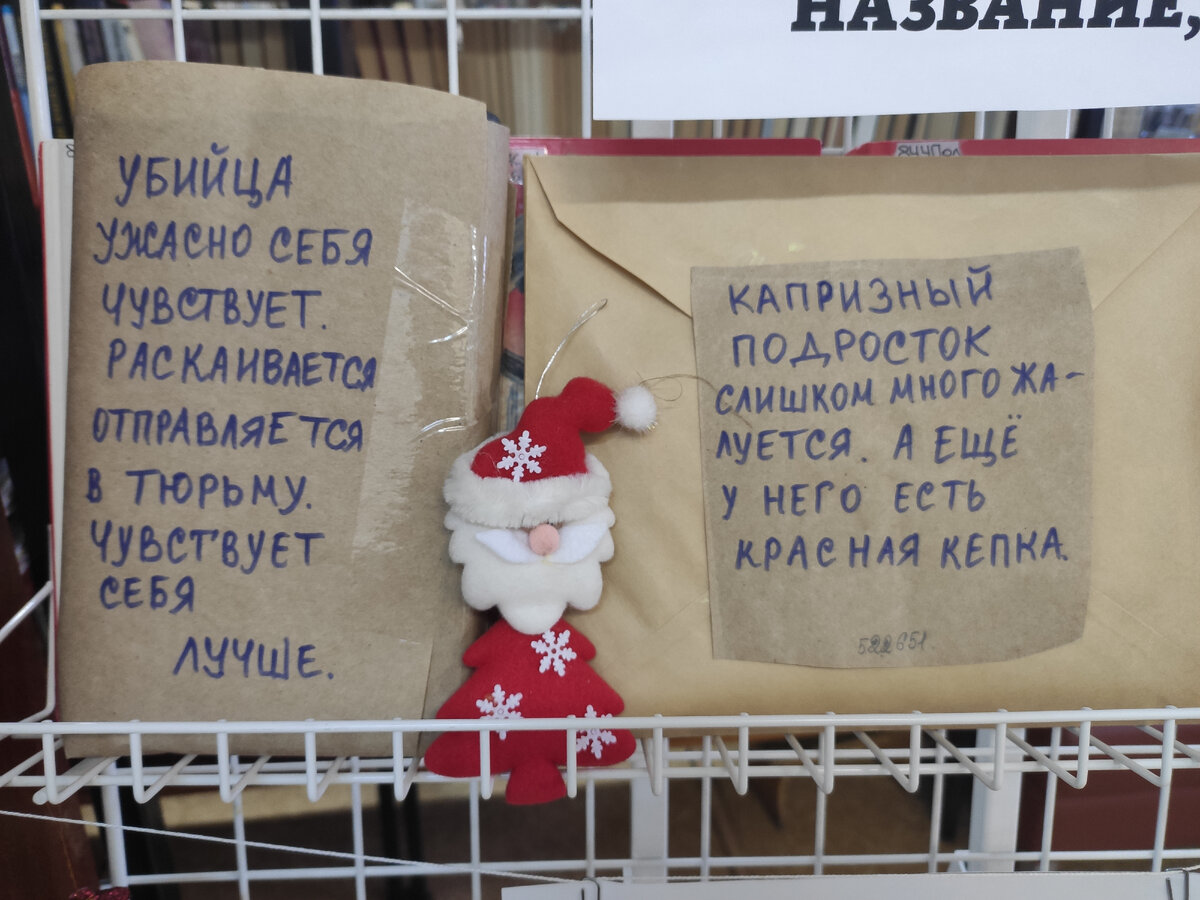 НАЗВАНИЕ,
УБИЙЦА
УЖАСНО СЕБЯ
ЧУВСТВУЕТ.
РАСКАИВАЕТСЯ
ОТПРАВЛЯЕТСЯ
В ТЮРЬМУ.
ЧУВСТВУЕТ
СЕБЯ
ЛУЧШЕ.
КАПРИЗНЫЙ
ПОДРОСТОК
СЛИШКОМ МНОГО ЖА-
ЛУЕТСЯ. А ЕЩЁ
У НЕГО ЕСТЬ
КРАСНАЯ КЕПКА.
522651.